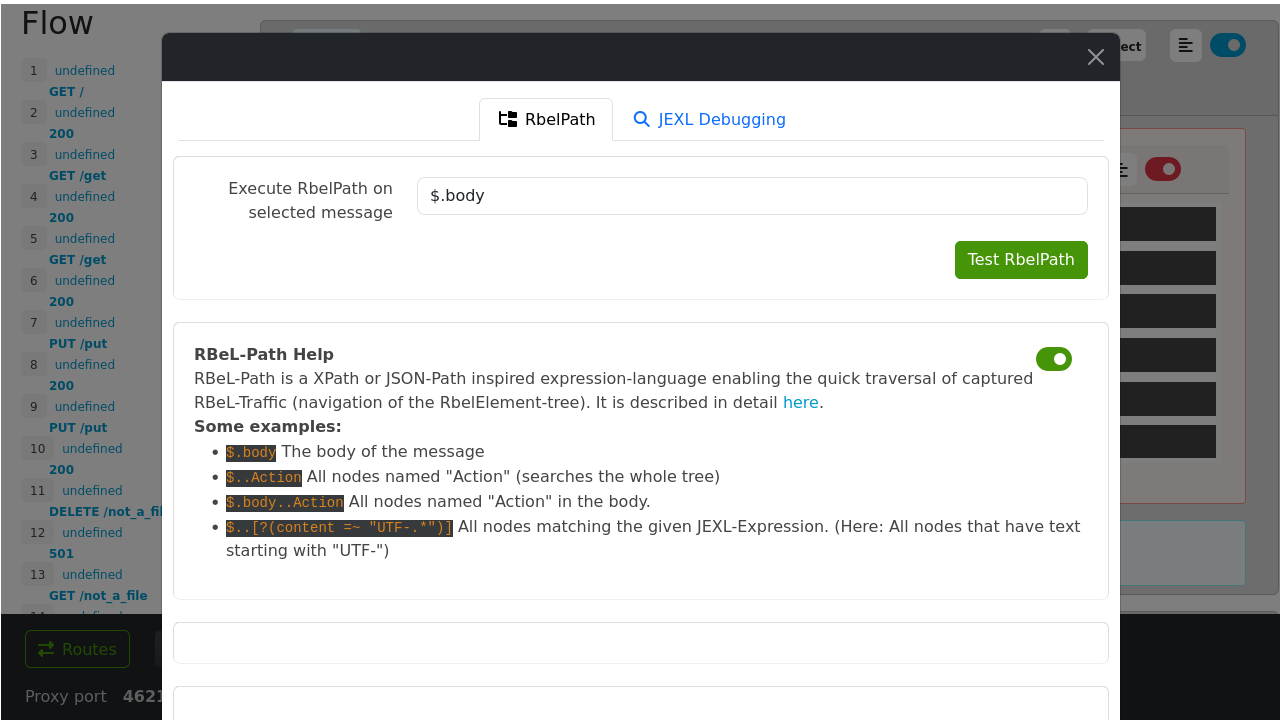 Flow
1 undefined
GET /
2 undefined
200
3 undefined
GET /get
4 undefined
200
5 undefined
GET /get
6 undefined
200
7 undefined
PUT /put
8 undefined
200
9 undefined
PUT /put
10 undefined
200
11 undefined
DELETE /not_a_fil
12 undefined
501
13 undefined
GET /not_a_file
Routes
Proxy port 4621
ect
RbelPath
JEXL Debugging
Execute RbelPath on
selected message
$.body
Test RbelPath
RBeL-Path Help
RBeL-Path is a XPath or JSON-Path inspired expression-language enabling the quick traversal of captured
RBeL-Traffic (navigation of the RbelElement-tree). It is described in detail here.
Some examples:
• $.body The body of the message
• $..Action All nodes named "Action" (searches the whole tree)
• $.body..Action All nodes named "Action" in the body.
• $..[?(content =~ "UTF-.*")] All nodes matching the given JEXL-Expression. (Here: All nodes that have text
starting with "UTF-")